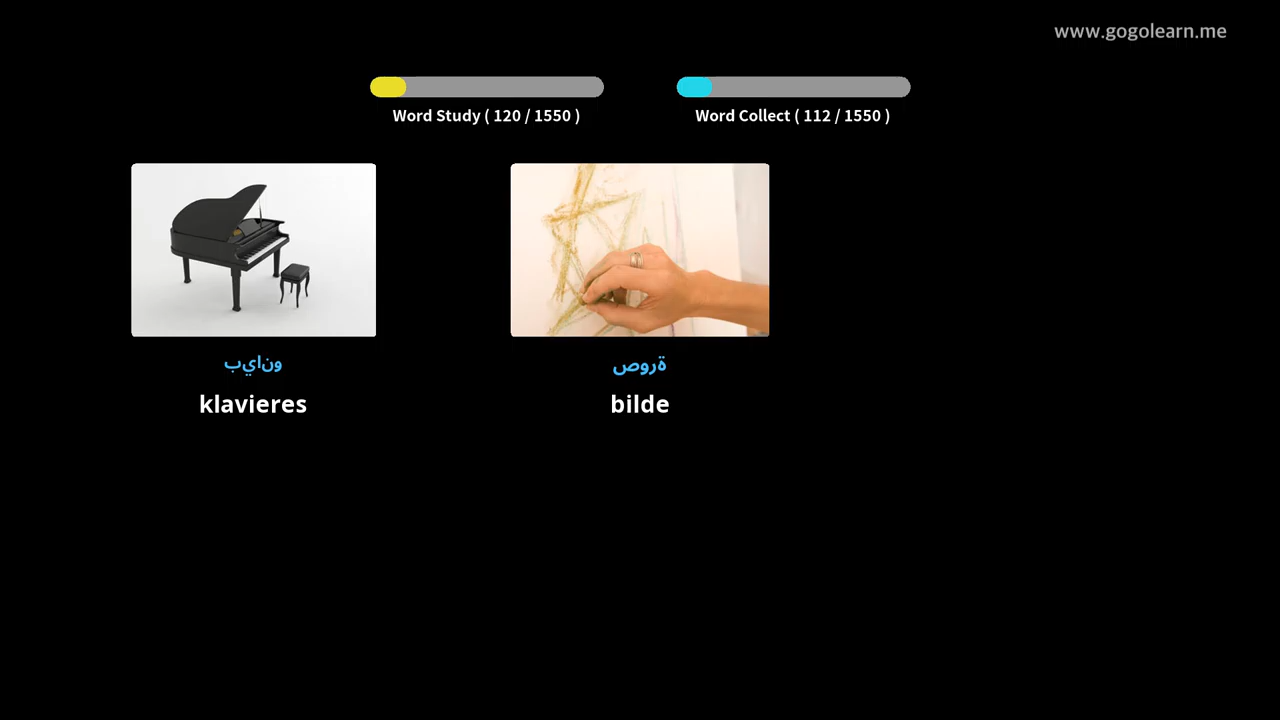 www.gogolearn.me
Word Study ( 120 / 1550 )
Word Collect ( 112 / 1550 )
بيانو
klavieres
صورة
bilde